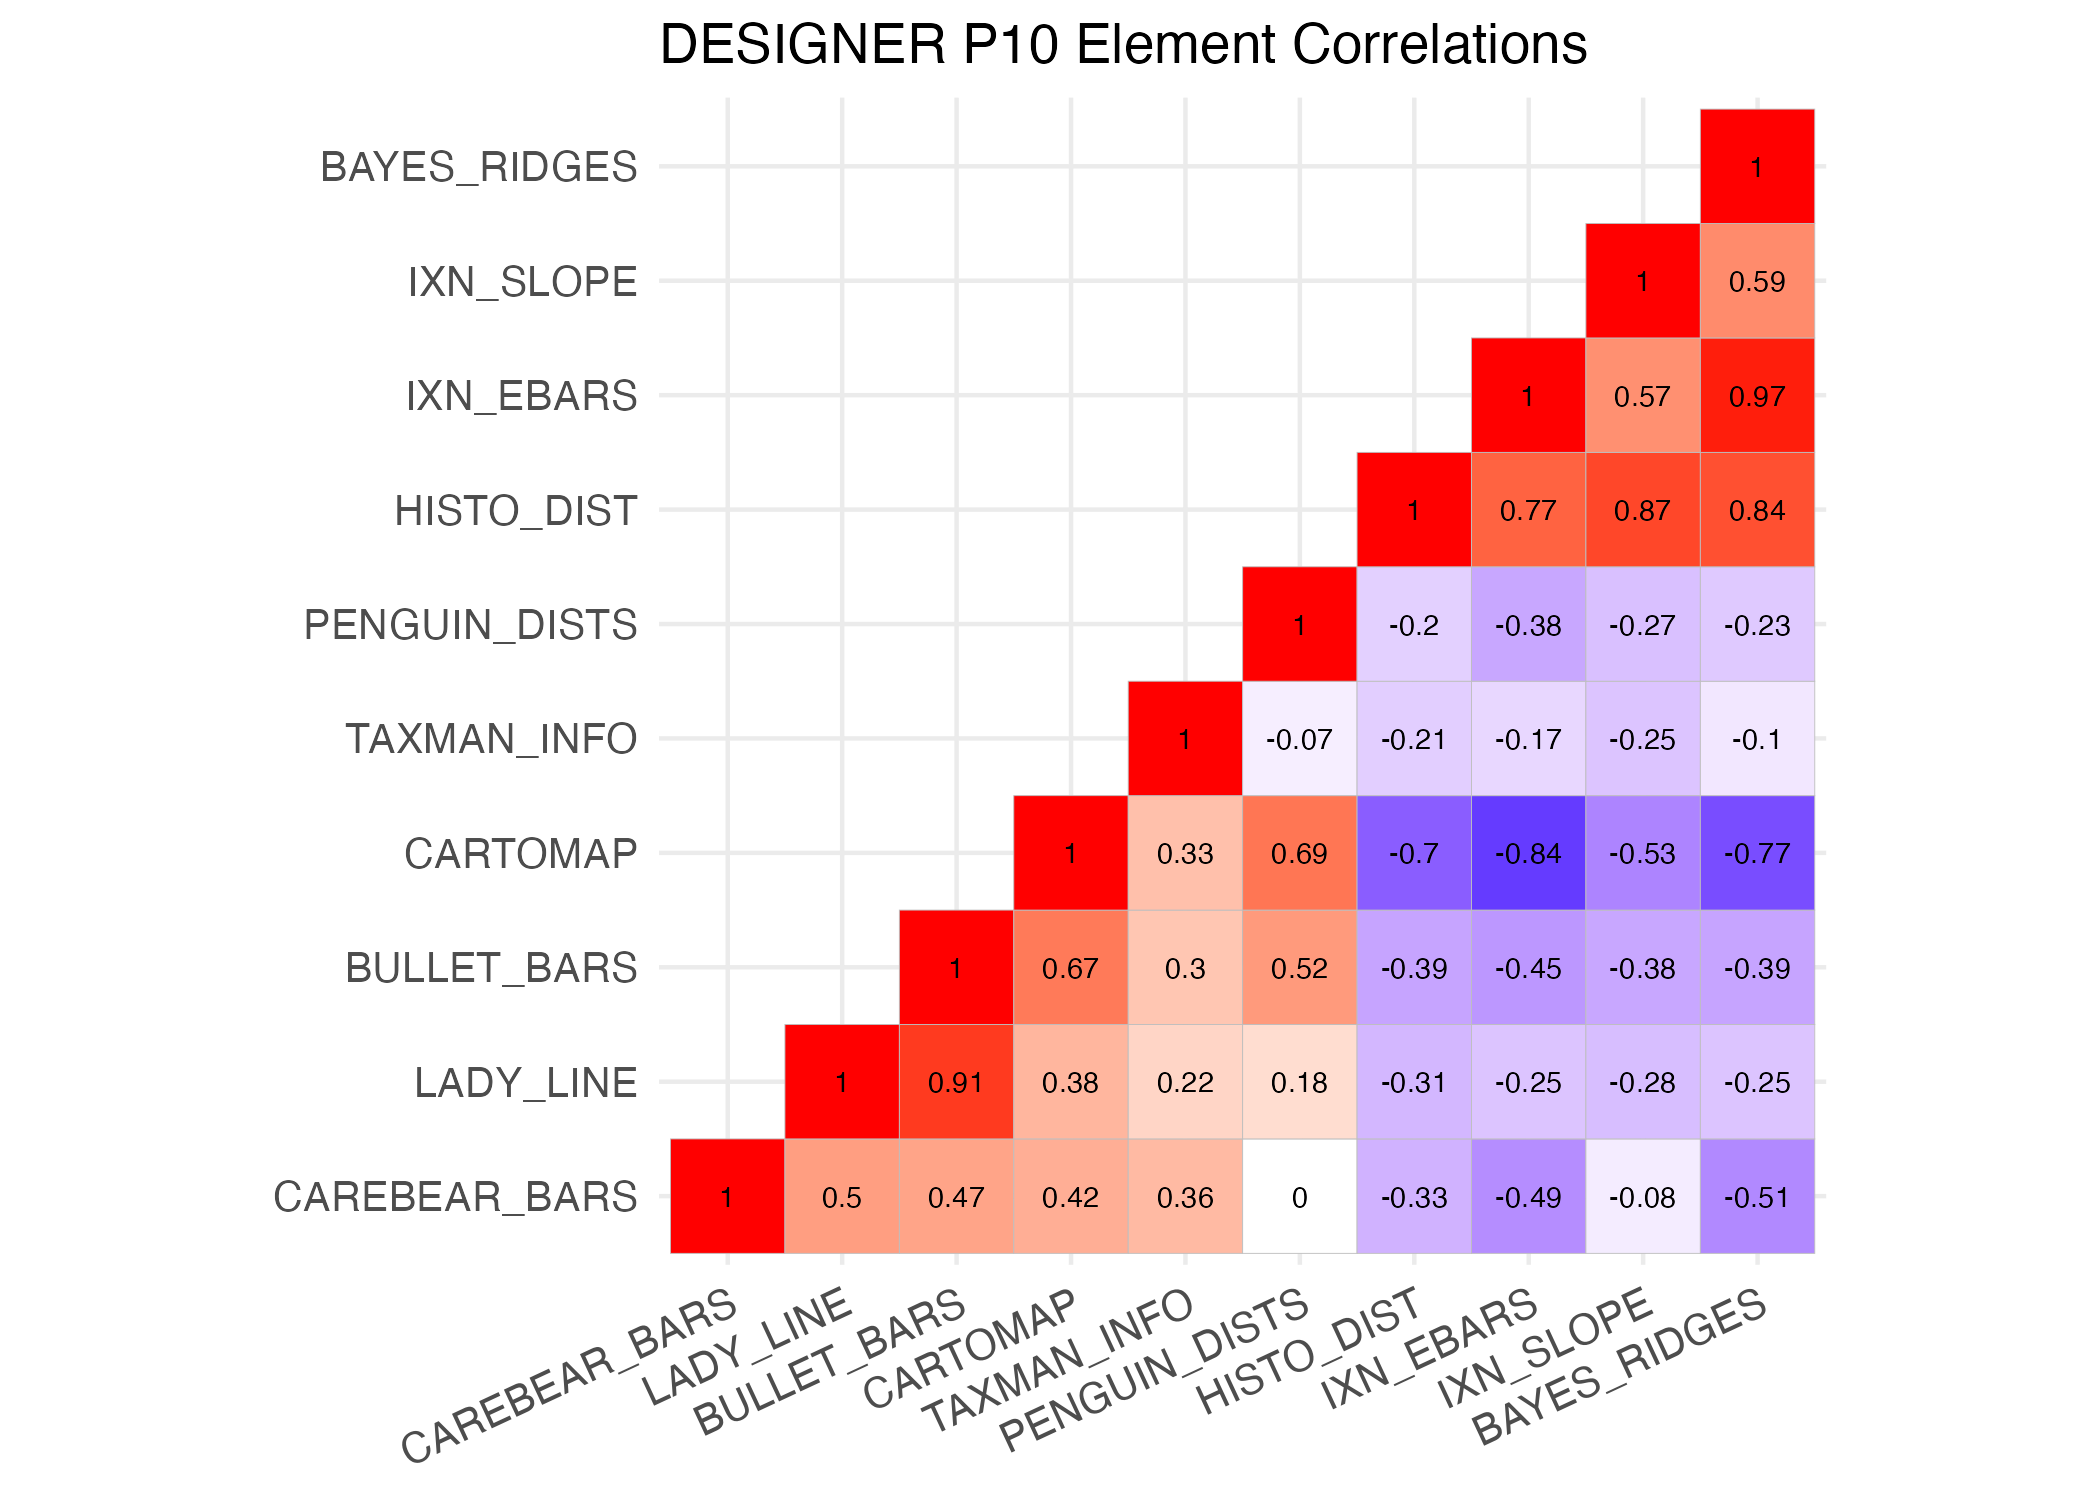 DESIGNER P10 Element Correlations
BAYES_RIDGES 1
IXN_SLOPE 1 0.59
IXN_EBARS 1 0.57 0.97
HISTO_DIST 1 0.77 0.87 0.84
PENGUIN_DISTS 1 -0.2 -0.38 -0.27 -0.23
TAXMAN_INFO 1 -0.07 -0.21 -0.17 -0.25 -0.1
CARTOMAP 1 0.33 0.69 -0.7 -0.84 -0.53 -0.77
BULLET_BARS 1 0.67 0.3 0.52 -0.39 -0.45 -0.38 -0.39
LADY_LINE 1 0.91 0.38 0.22 0.18 -0.31 -0.25 -0.28 -0.25
CAREBEAR_BARS 1 0.5 0.47 0.42 0.36 0 -0.33 -0.49 -0.08 -0.51
CAREBEAR_BARS
LADY_LINE
BULLET_BARS
CARTOMAP
TAXMAN_INFO
PENGUIN_DISTS
HISTO_DIST
IXN_EBARS
IXN_SLOPE
BAYES_RIDGES